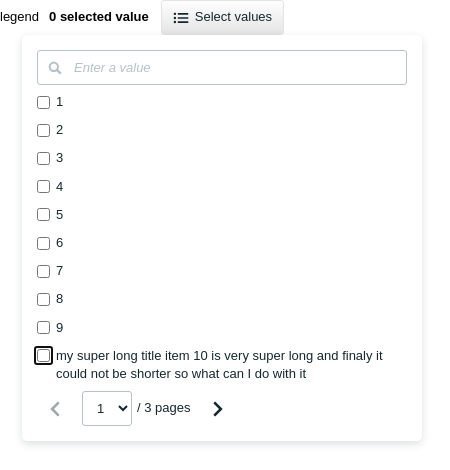 legend 0 selected value Select values
Enter a value
1
2
3
4
5
6
7
8
9
my super long title item 10 is very super long and finaly it
could not be shorter so what can I do with it
1 / 3 pages